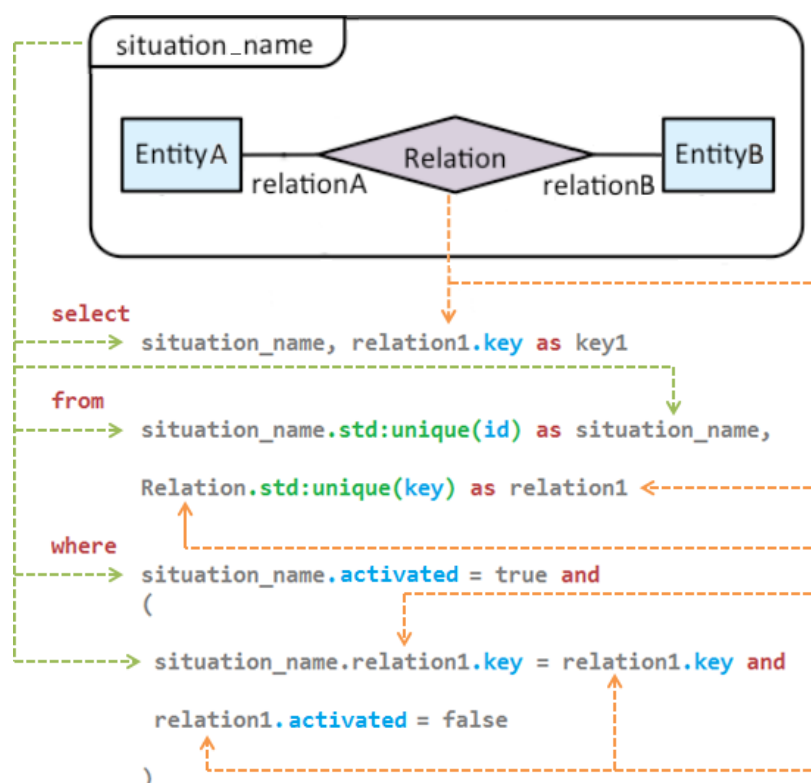 situation_name
EntityA
Relation
EntityB
relationA
relationB
select
situation_name, relation1.key as key1
from
situation_name.std:unique(id) as situation_name,
Relation.std:unique(key) as relation1
where
situation_name.activated = true and
(
situation_name.relation1.key = relation1.key and
relation1.activated = false
)